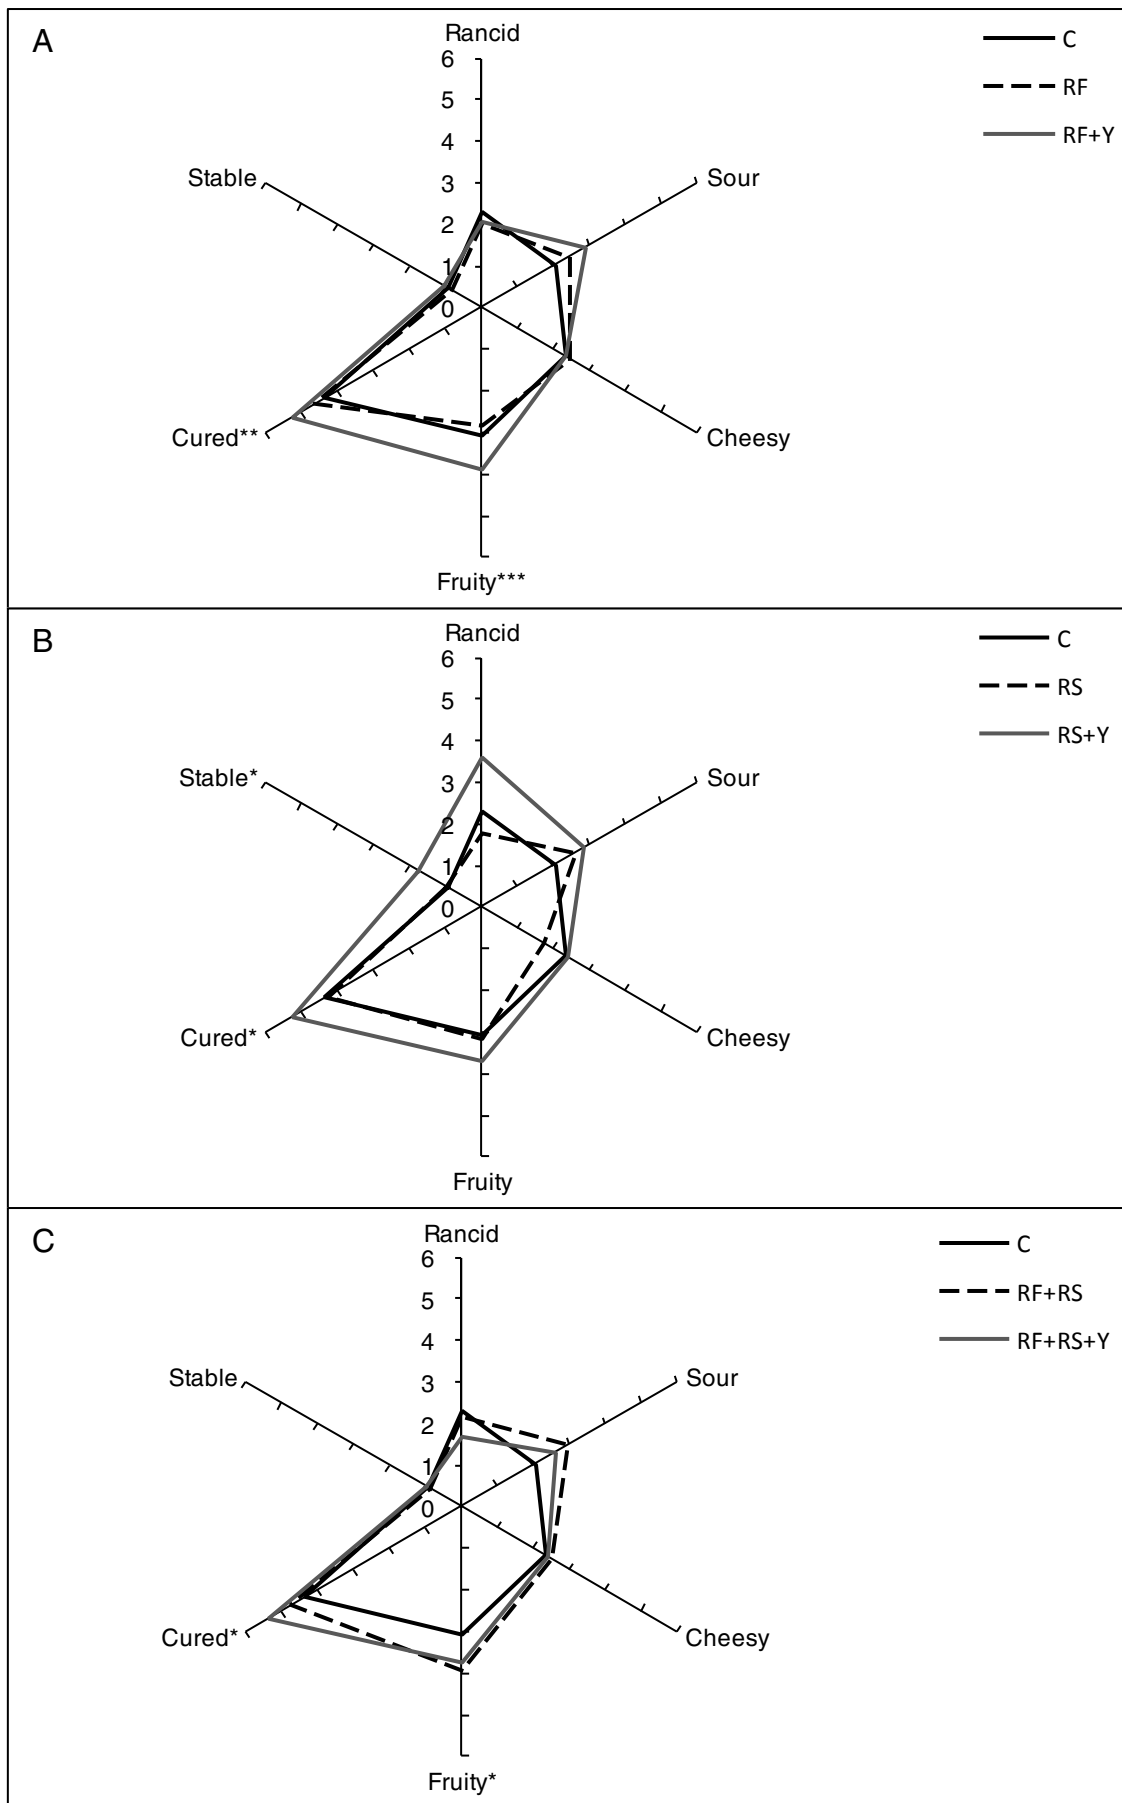 A
Rancid
C
RF
RF+Y
6
5
4
3
2
1
0
Stable
Sour
Cured**
Cheesy
Fruity***
B
Rancid
C
RS
RS+Y
6
5
4
3
2
1
0
Stable*
Sour
Cured*
Cheesy
Fruity
C
Rancid
C
RF+RS
RF+RS+Y
6
5
4
3
2
1
0
Stable
Sour
Cured*
Cheesy
Fruity*